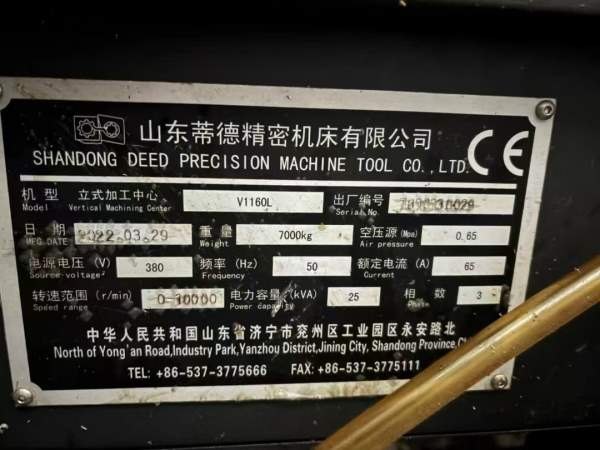 山东蒂德精密机床有限公司
SHANDONG DEED PRECISION MACHINE TOOL CO.,LTD. CE
机型 立式加工中心 V1160L 出厂编号
Model Vertical Machining Center Serial No
日期 2022.03.29 重量 7000kg 空压源(Mpa) 0.65
MFG DATE Weight Air pressure
电源电压(V) 380 频率(Hz) 50 额定电流(A) 65
Source voltage Frequency Current
转速范围(r/min) 0-10000 电力容量(kVA) 25 相数 3
Speed range Power capacity
中华人民共和国山东省济宁市兖州区工业园区永安路北
North of Yong'an Road,Industry Park,Yanzhou District,Jining City, Shandong Province,
TEL: +86-537-3775666 FAX: +86-537-3775111